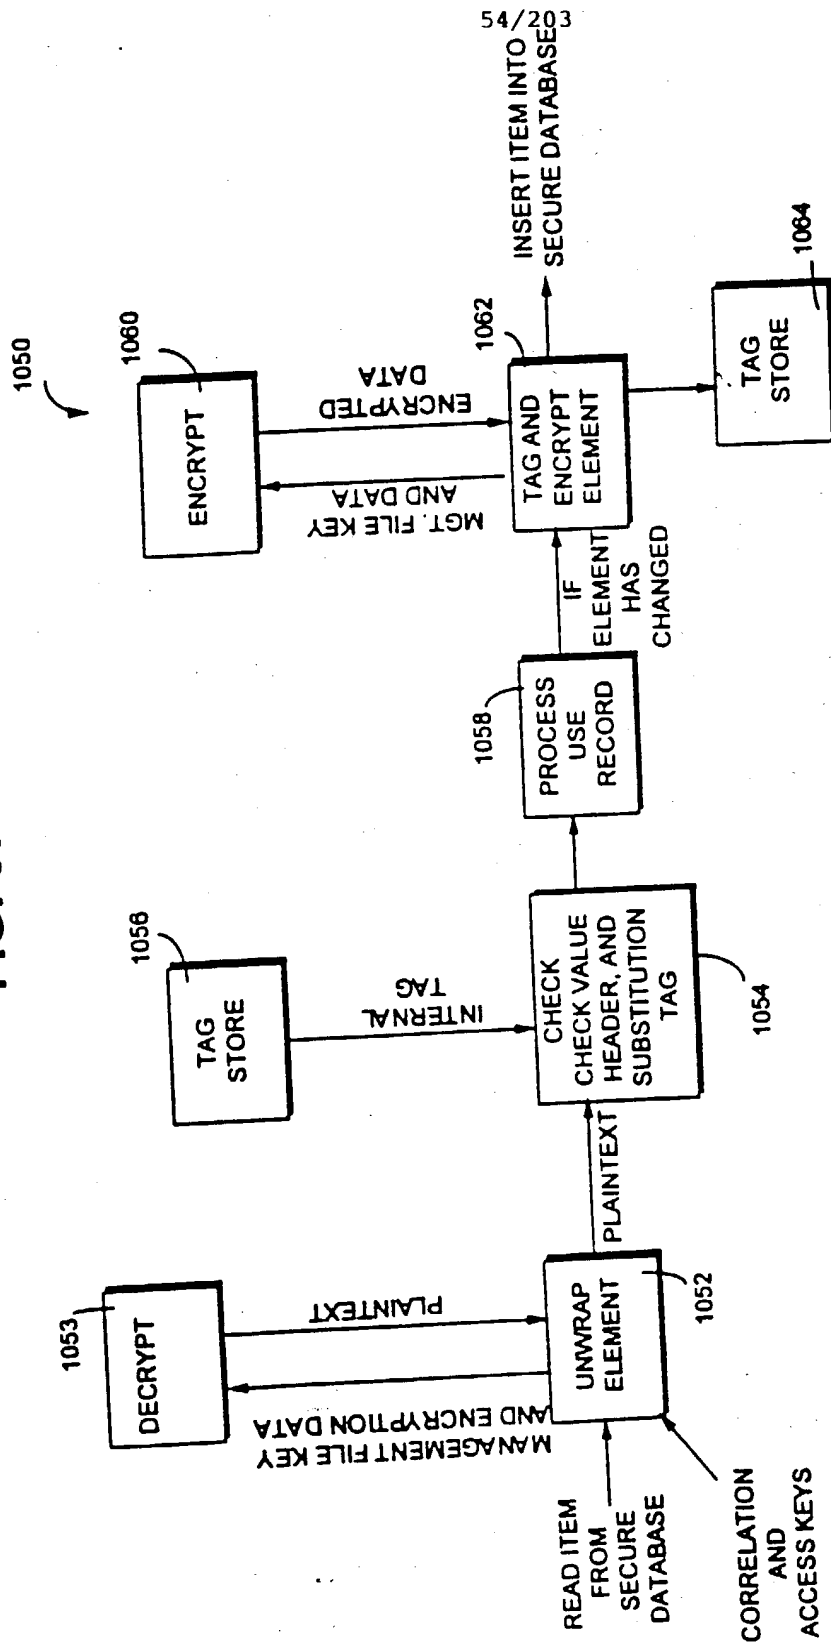 54/203
1050
1053
DECRYPT
PLAINTEXT
MANAGEMENT FILE KEY
AND ENCRYPTION DATA
READ ITEM
FROM
SECURE
DATABASE
CORRELATION
AND
ACCESS KEYS
UNWRAP
ELEMENT
1052
PLAINTEXT
1056
TAG
STORE
INTERNAL
TAG
CHECK
CHECK VALUE
HEADER, AND
SUBSTITUTION
TAG
1054
1058
PROCESS
USE
RECORD
IF
ELEMENT
HAS
CHANGED
1060
ENCRYPT
MGT. FILE KEY
AND DATA
ENCRYPTED
DATA
1062
TAG AND
ENCRYPT
ELEMENT
INSERT ITEM INTO
SECURE DATABASE
TAG
STORE
1064